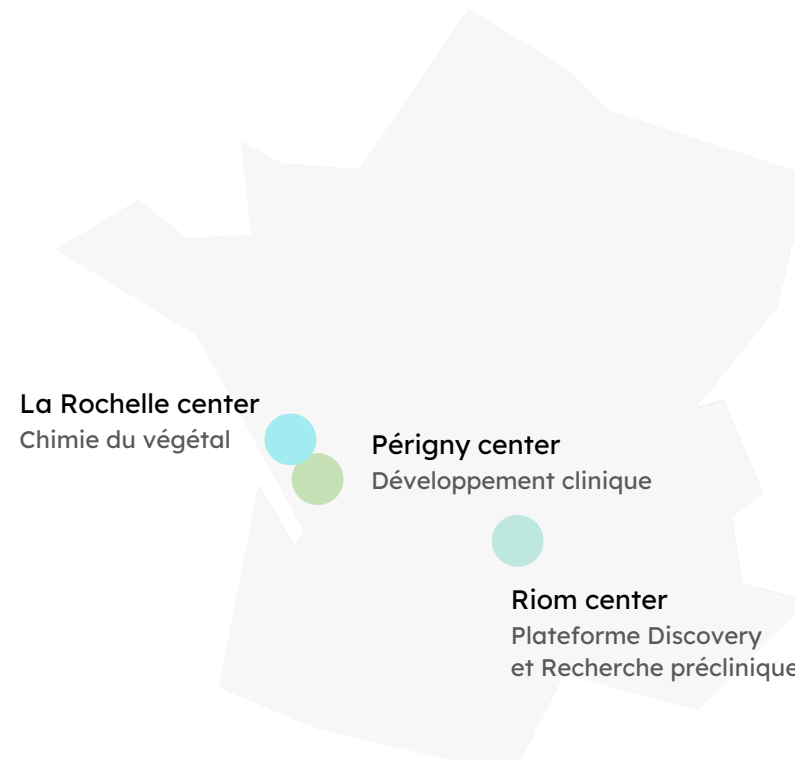 La Rochelle center
Chimie du végétal
Périgny center
Développement clinique
Riom center
Plateforme Discovery
et Recherche préclinique